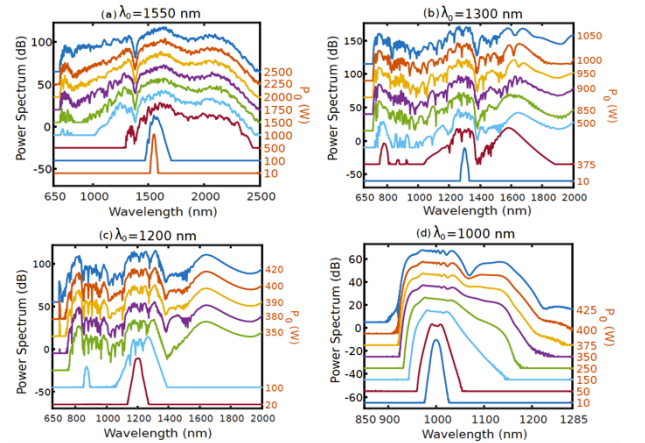 (a) λ₀=1550 nm
Power Spectrum (dB)
100
50
0
-50
650 1000 1500 2000 2500
Wavelength (nm)
2500
2250
2000
1750
1500
1000
500
100
10
P₀ (W)
(b) λ₀=1300 nm
Power Spectrum (dB)
150
100
50
0
-50
650 800 1000 1200 1400 1600 1800 2000
Wavelength (nm)
1050
1000
950
900
850
500
375
10
P₀ (W)
(c) λ₀=1200 nm
Power Spectrum (dB)
100
50
0
-50
650 800 1000 1200 1400 1600 1800 2000
Wavelength (nm)
420
400
390
380
350
100
20
P₀ (W)
(d) λ₀=1000 nm
Power Spectrum (dB)
60
40
20
0
-20
-40
-60
850 900 1000 1100 1200 1285
Wavelength (nm)
425
400
375
350
250
150
50
10
P₀ (W)